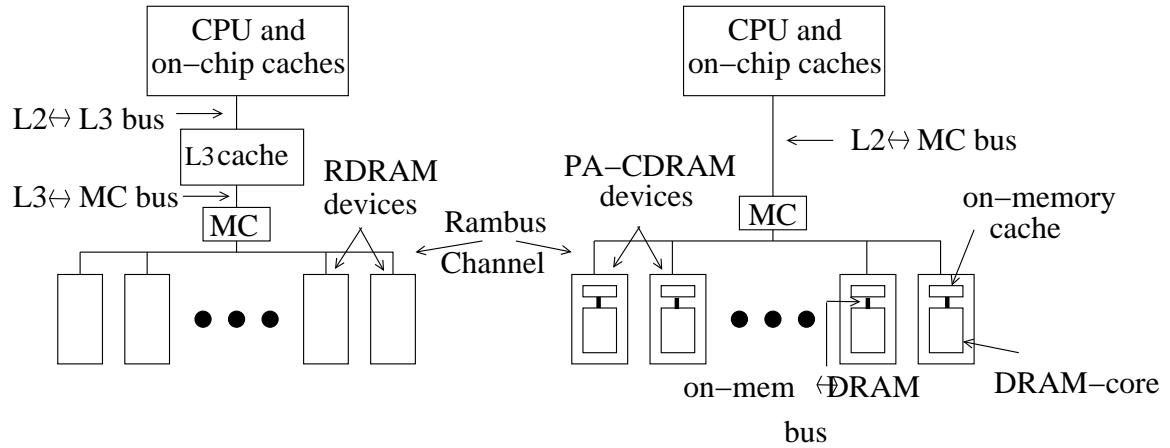 CPU and
on−chip caches
L2↔ L3 bus
L3 cache
L3↔ MC bus
MC
RDRAM
devices
Rambus
Channel
CPU and
on−chip caches
L2↔ MC bus
PA−CDRAM
devices
MC
on−memory
cache
on−mem ↔DRAM
bus
DRAM−core